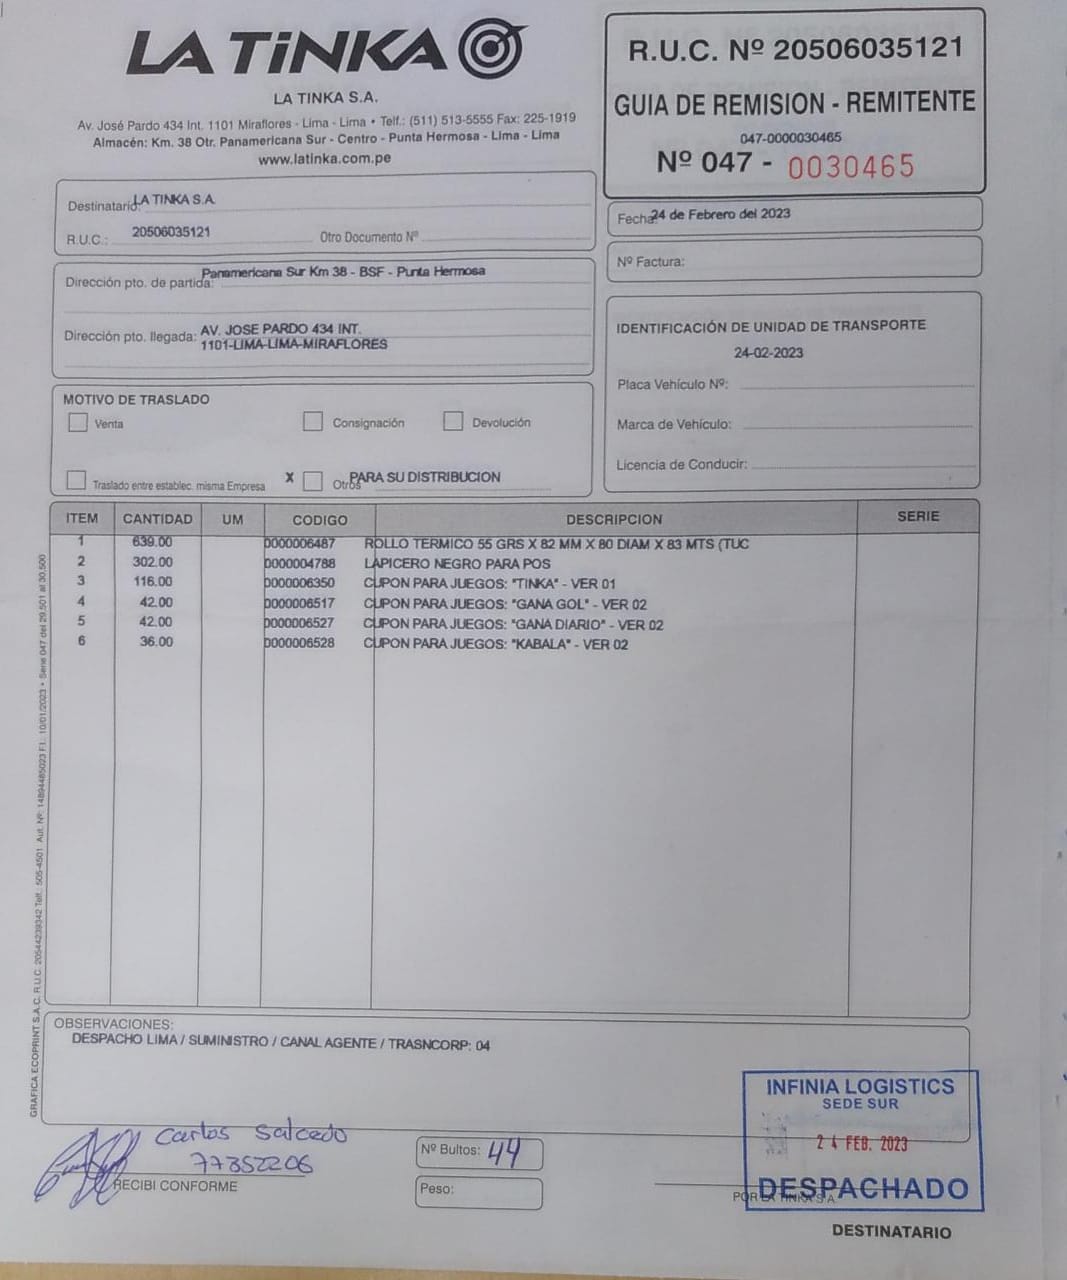 LA TiNKA
LA TINKA S.A.
Av. José Pardo 434 Int. 1101 Miraflores - Lima - Lima • Telf.: (511) 513-5555 Fax: 225-1919
Almacén: Km. 38 Otr. Panamericana Sur - Centro - Punta Hermosa - Lima - Lima
www.latinka.com.pe
R.U.C. Nº 20506035121
GUIA DE REMISION - REMITENTE
047-0000030465
Nº 047 - 0030465
Destinatario: LA TINKA S.A.
R.U.C.: 20506035121 Otro Documento Nº
Fecha: 24 de Febrero del 2023
Nº Factura:
Dirección pto. de partida: Panamericana Sur Km 38 - BSF - Punta Hermosa
Dirección pto. llegada: AV. JOSE PARDO 434 INT.
1101-LIMA-LIMA-MIRAFLORES
IDENTIFICACIÓN DE UNIDAD DE TRANSPORTE
24-02-2023
Placa Vehículo Nº:
Marca de Vehículo:
Licencia de Conducir:
MOTIVO DE TRASLADO
Venta Consignación Devolución
Traslado entre establec. misma Empresa X Otros PARA SU DISTRIBUCION
ITEM CANTIDAD UM CODIGO DESCRIPCION SERIE
1 639.00 0000006487 ROLLO TERMICO 55 GRS X 82 MM X 80 DIAM X 83 MTS (TUC
2 302.00 0000004788 LAPICERO NEGRO PARA POS
3 116.00 0000006350 CUPON PARA JUEGOS: "TINKA" - VER 01
4 42.00 0000006517 CUPON PARA JUEGOS: "GANA GOL" - VER 02
5 42.00 0000006527 CUPON PARA JUEGOS: "GANA DIARIO" - VER 02
6 36.00 0000006528 CUPON PARA JUEGOS: "KABALA" - VER 02
GRAFICA ECOPRINT S.A.C. R.U.C. 20544239342 Telf.: 505-4501 Aut. Nº: 14894485023 F.I.: 10/01/2023 • Serie 047 del 29,501 al 30,500
OBSERVACIONES:
DESPACHO LIMA / SUMINISTRO / CANAL AGENTE / TRASNCORP: 04
INFINIA LOGISTICS
SEDE SUR
24 FEB. 2023
DESPACHADO
Carlos Salcedo
77352206
RECIBI CONFORME
Nº Bultos: 44
Peso:
POR LA TINKA S.A.
DESTINATARIO